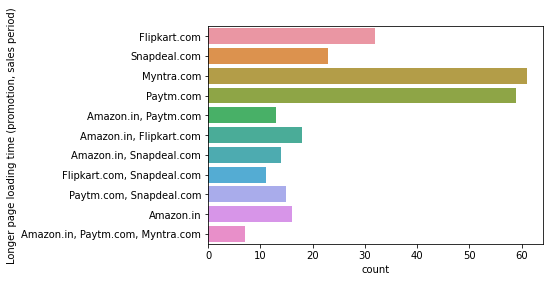 Longer page loading time (promotion, sales period)
Flipkart.com
Snapdeal.com
Myntra.com
Paytm.com
Amazon.in, Paytm.com
Amazon.in, Flipkart.com
Amazon.in, Snapdeal.com
Flipkart.com, Snapdeal.com
Paytm.com, Snapdeal.com
Amazon.in
Amazon.in, Paytm.com, Myntra.com
0 10 20 30 40 50 60
count